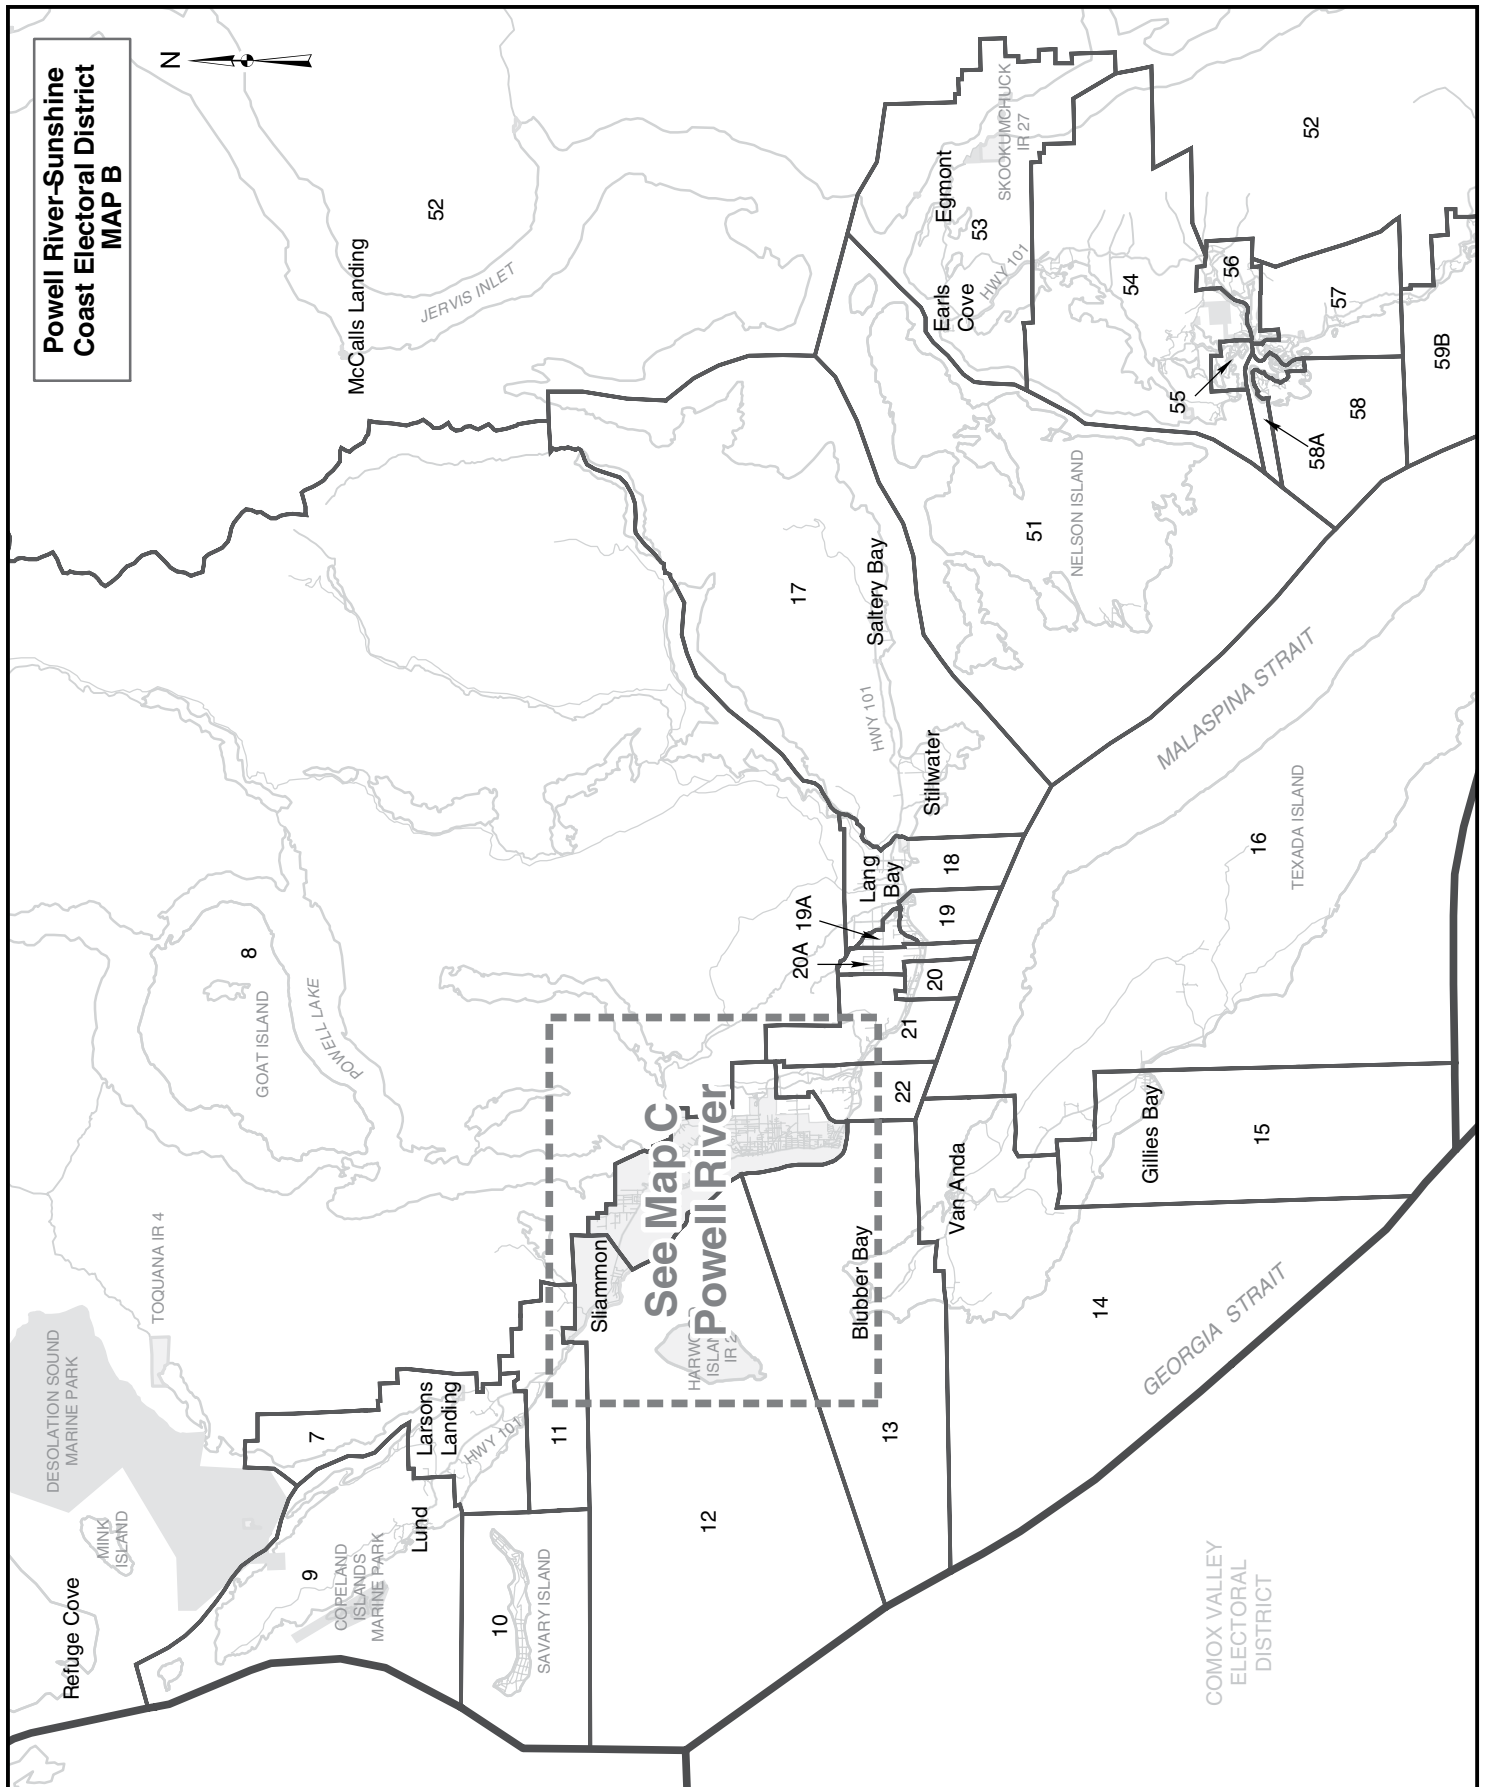 Powell River-Sunshine
Coast Electoral District
MAP B
N
52
McCalls Landing
JERVIS INLET
Egmont
SKOOKUMCHUCK
IR 27
53
Earls
Cove
HWY 101
52
54
56
57
55
58
58A
59B
51
NELSON ISLAND
17
Saltery Bay
HWY 101
Stillwater
MALASPINA STRAIT
16
TEXADA ISLAND
Lang
Bay
18
19A
19
20A
20
21
22
8
GOAT ISLAND
POWELL LAKE
See Map C
Powell River
Van Anda
Gillies Bay
15
TOQUANA IR 4
DESOLATION SOUND
MARINE PARK
Sliammon
Blubber Bay
14
GEORGIA STRAIT
7
Larsons
Landing
HWY 101
11
13
MINK
ISLAND
Lund
12
Refuge Cove
9
COPELAND
ISLANDS
MARINE PARK
10
SAVARY ISLAND
COMOX VALLEY
ELECTORAL
DISTRICT